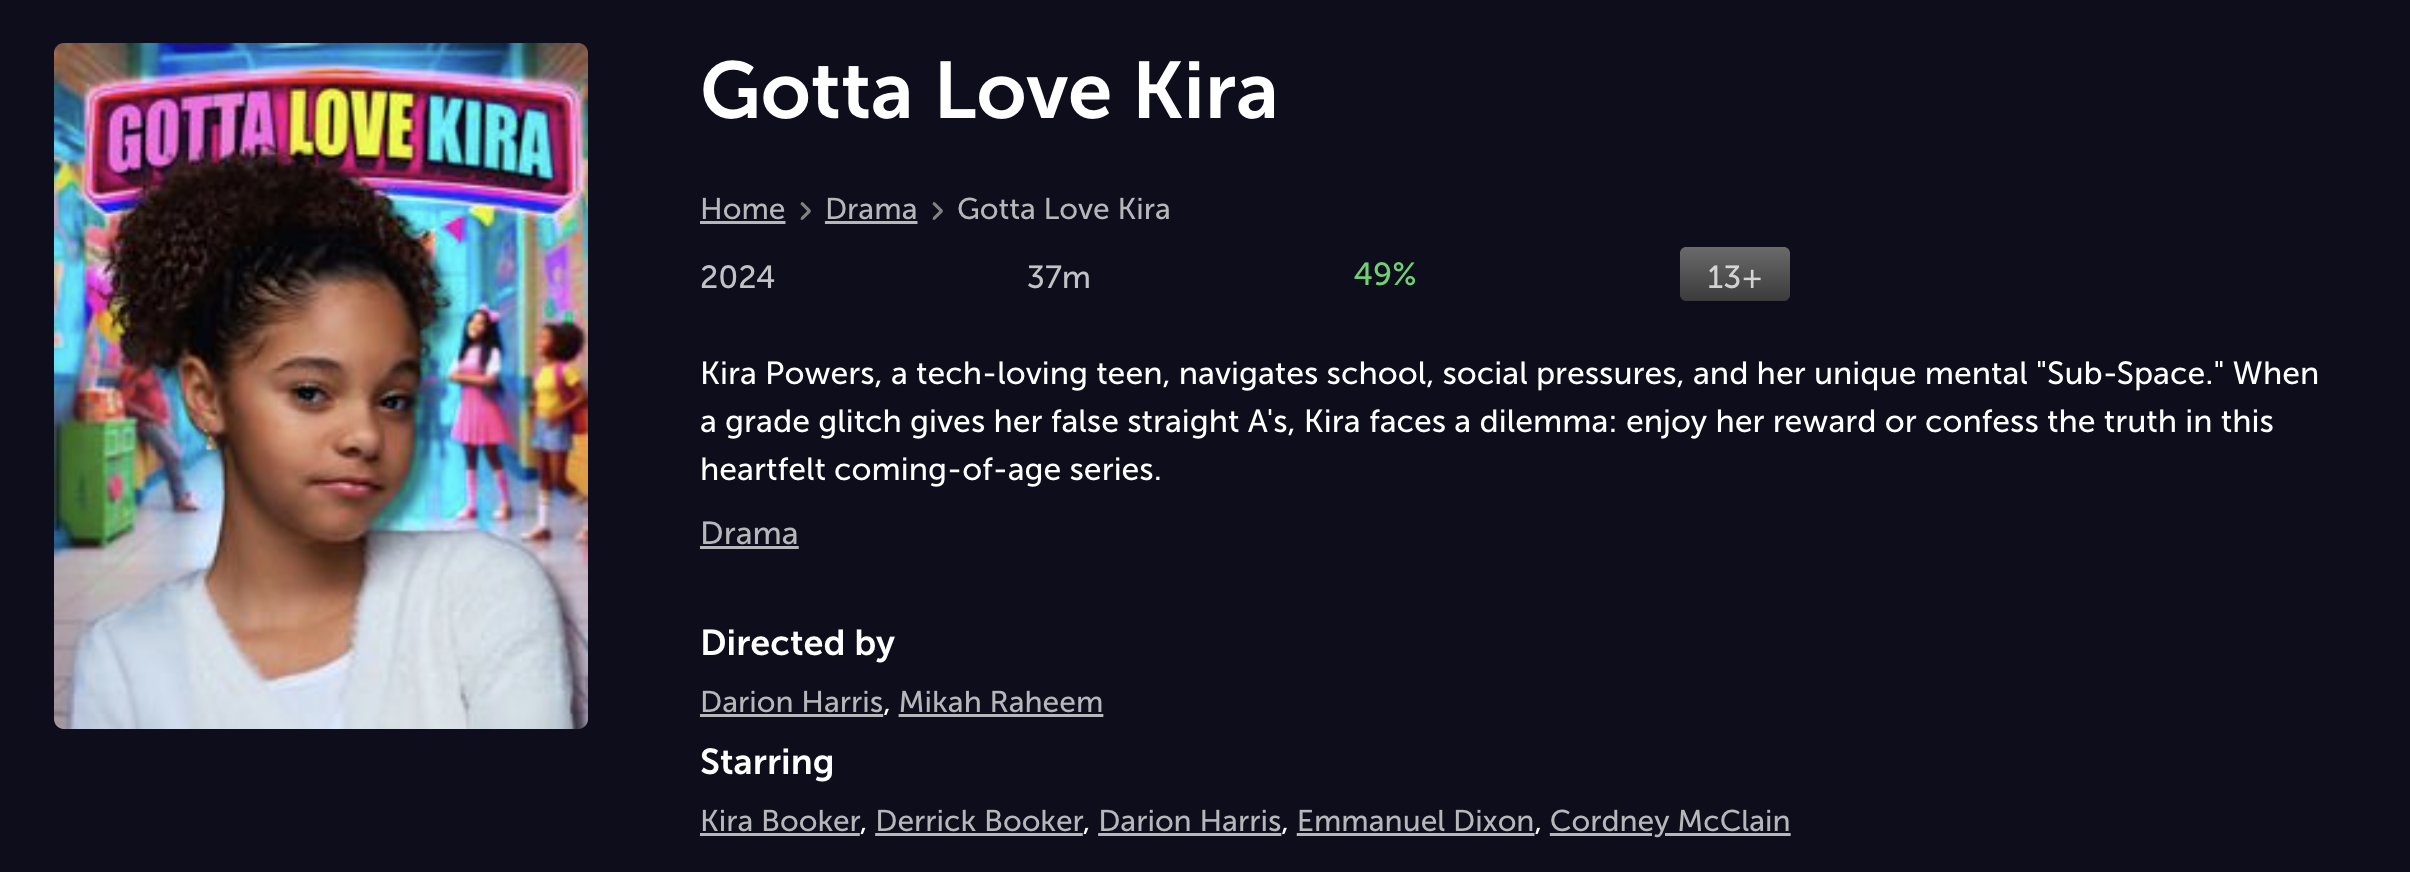 GOTTA LOVE KIRA
Gotta Love Kira
Home > Drama > Gotta Love Kira
2024 37m 49% 13+
Kira Powers, a tech-loving teen, navigates school, social pressures, and her unique mental "Sub-Space." When
a grade glitch gives her false straight A's, Kira faces a dilemma: enjoy her reward or confess the truth in this
heartfelt coming-of-age series.
Drama
Directed by
Darion Harris, Mikah Raheem
Starring
Kira Booker, Derrick Booker, Darion Harris, Emmanuel Dixon, Cordney McClain